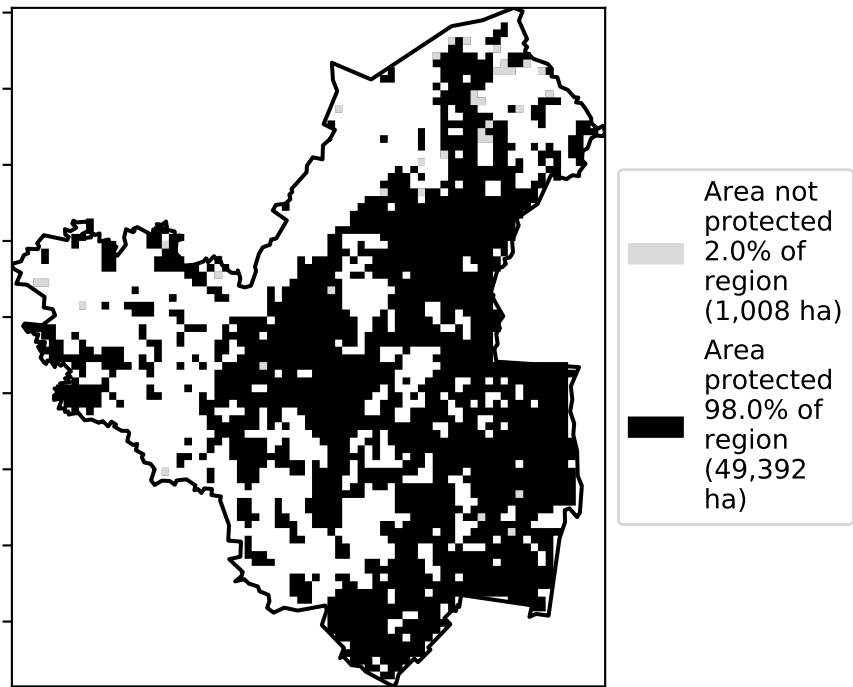 Area not
protected
2.0% of
region
(1,008 ha)
Area
protected
98.0% of
region
(49,392
ha)